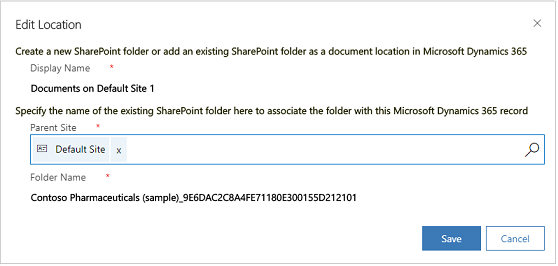 Edit Location
Create a new SharePoint folder or add an existing SharePoint folder as a document location in Microsoft Dynamics 365
Display Name *
Documents on Default Site 1
Specify the name of the existing SharePoint folder here to associate the folder with this Microsoft Dynamics 365 record
Parent Site *
Default Site x
Folder Name *
Contoso Pharmaceuticals (sample)_9E6DAC2C8A4FE71180E300155D212101
Save Cancel